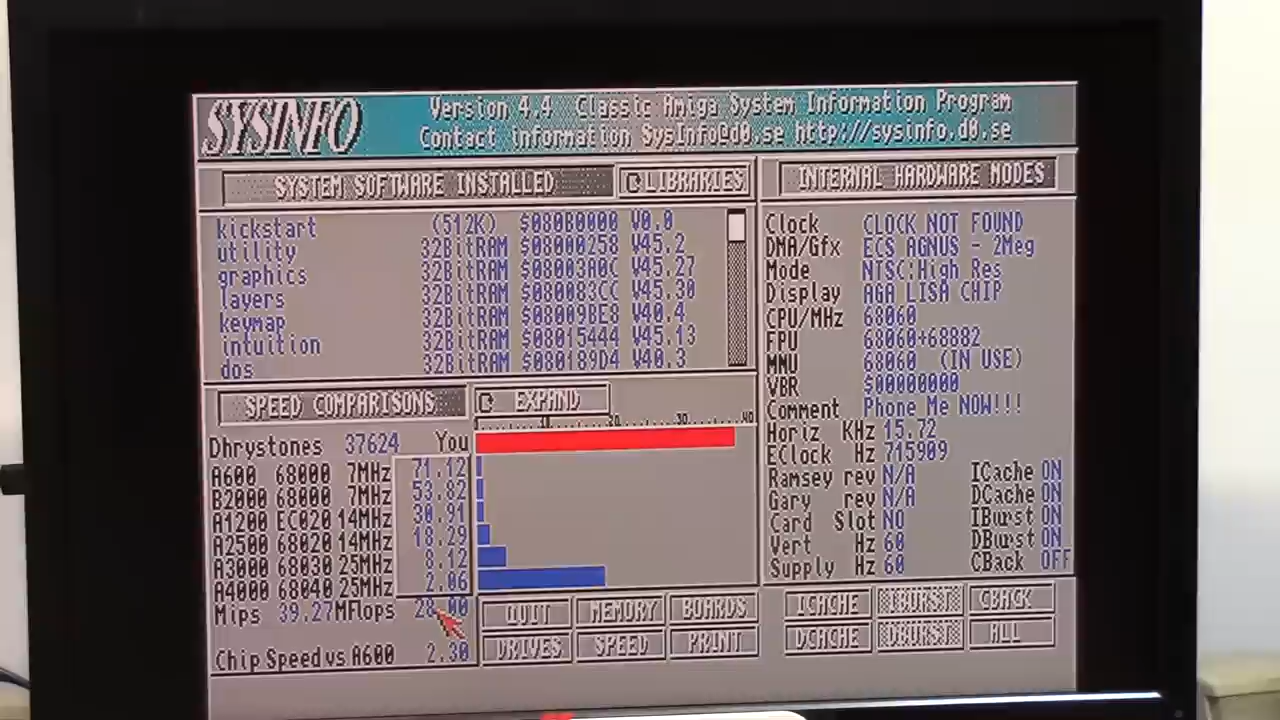 SYSINFO
Version 4.4 Classic Amiga System Information Program
Contact information SysInfo@d0.se http://sysinfo.d0.se
SYSTEM SOFTWARE INSTALLED LIBRARIES
kickstart (512K) $080B0000 V0.0
utility 32BitRAM $08000258 V45.2
graphics 32BitRAM $08003A0C V45.27
layers 32BitRAM $080083CC V45.30
keymap 32BitRAM $08009BE8 V40.4
intuition 32BitRAM $08015444 V45.13
dos 32BitRAM $080189D4 V40.3
INTERNAL HARDWARE MODES
Clock CLOCK NOT FOUND
DMA/Gfx ECS AGNUS - 2Meg
Mode NTSC:High Res
Display AGA LISA CHIP
CPU/MHz 68060
FPU 68060+68882
MMU 68060 (IN USE)
VBR $00000000
Comment Phone Me NOW!!!
Horiz KHz 15.72
EClock Hz 715909
Ramsey rev N/A ICache ON
Gary rev N/A DCache ON
Card Slot NO IBurst ON
Vert Hz 60 DBurst ON
Supply Hz 60 CBack OFF
SPEED COMPARISONS EXPAND
10 20 30 40
Dhrystones 37624 You
A600 68000 7MHz 71.12
B2000 68000 7MHz 53.82
A1200 EC020 14MHz 30.91
A2500 68020 14MHz 18.29
A3000 68030 25MHz 8.12
A4000 68040 25MHz 2.06
Mips 39.27 MFlops 28.00
Chip Speed vs A600 2.30
QUIT MEMORY BOARDS
DRIVES SPEED PRINT
ICACHE IBURST CBACK
DCACHE DBURST ALL